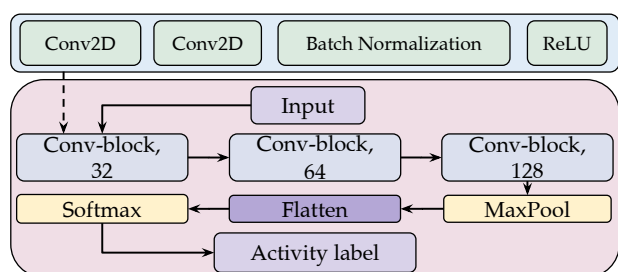 Conv2D Conv2D Batch Normalization ReLU
Input
Conv-block, 32
Conv-block, 64
Conv-block, 128
Softmax Flatten MaxPool
Activity label